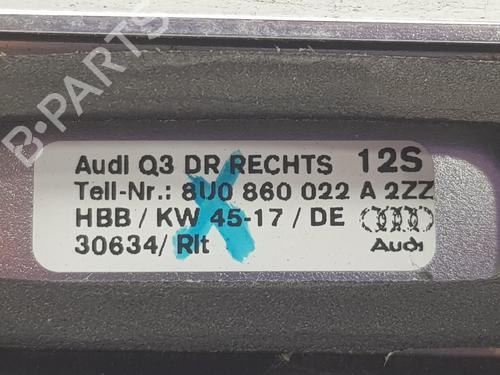 B-PARTS
Audi Q3 DR RECHTS 12S
Teil-Nr.: 8U0 860 022 A 2ZZ
HBB / KW 45-17 / DE
30634/ Rlt
Audi